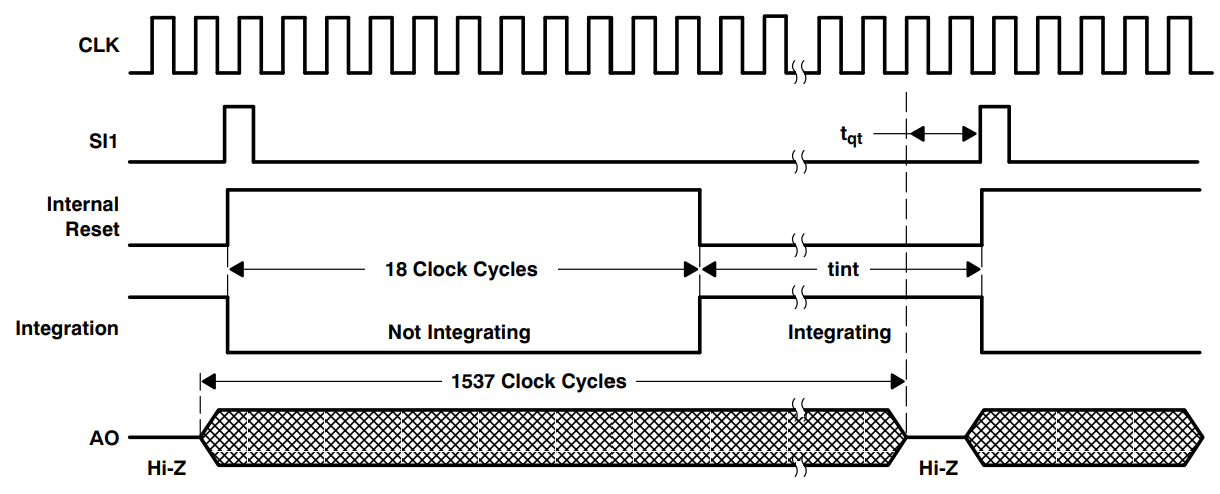 CLK
SI1
tqt
Internal
Reset
18 Clock Cycles
tint
Integration
Not Integrating
Integrating
1537 Clock Cycles
AO
Hi-Z
Hi-Z